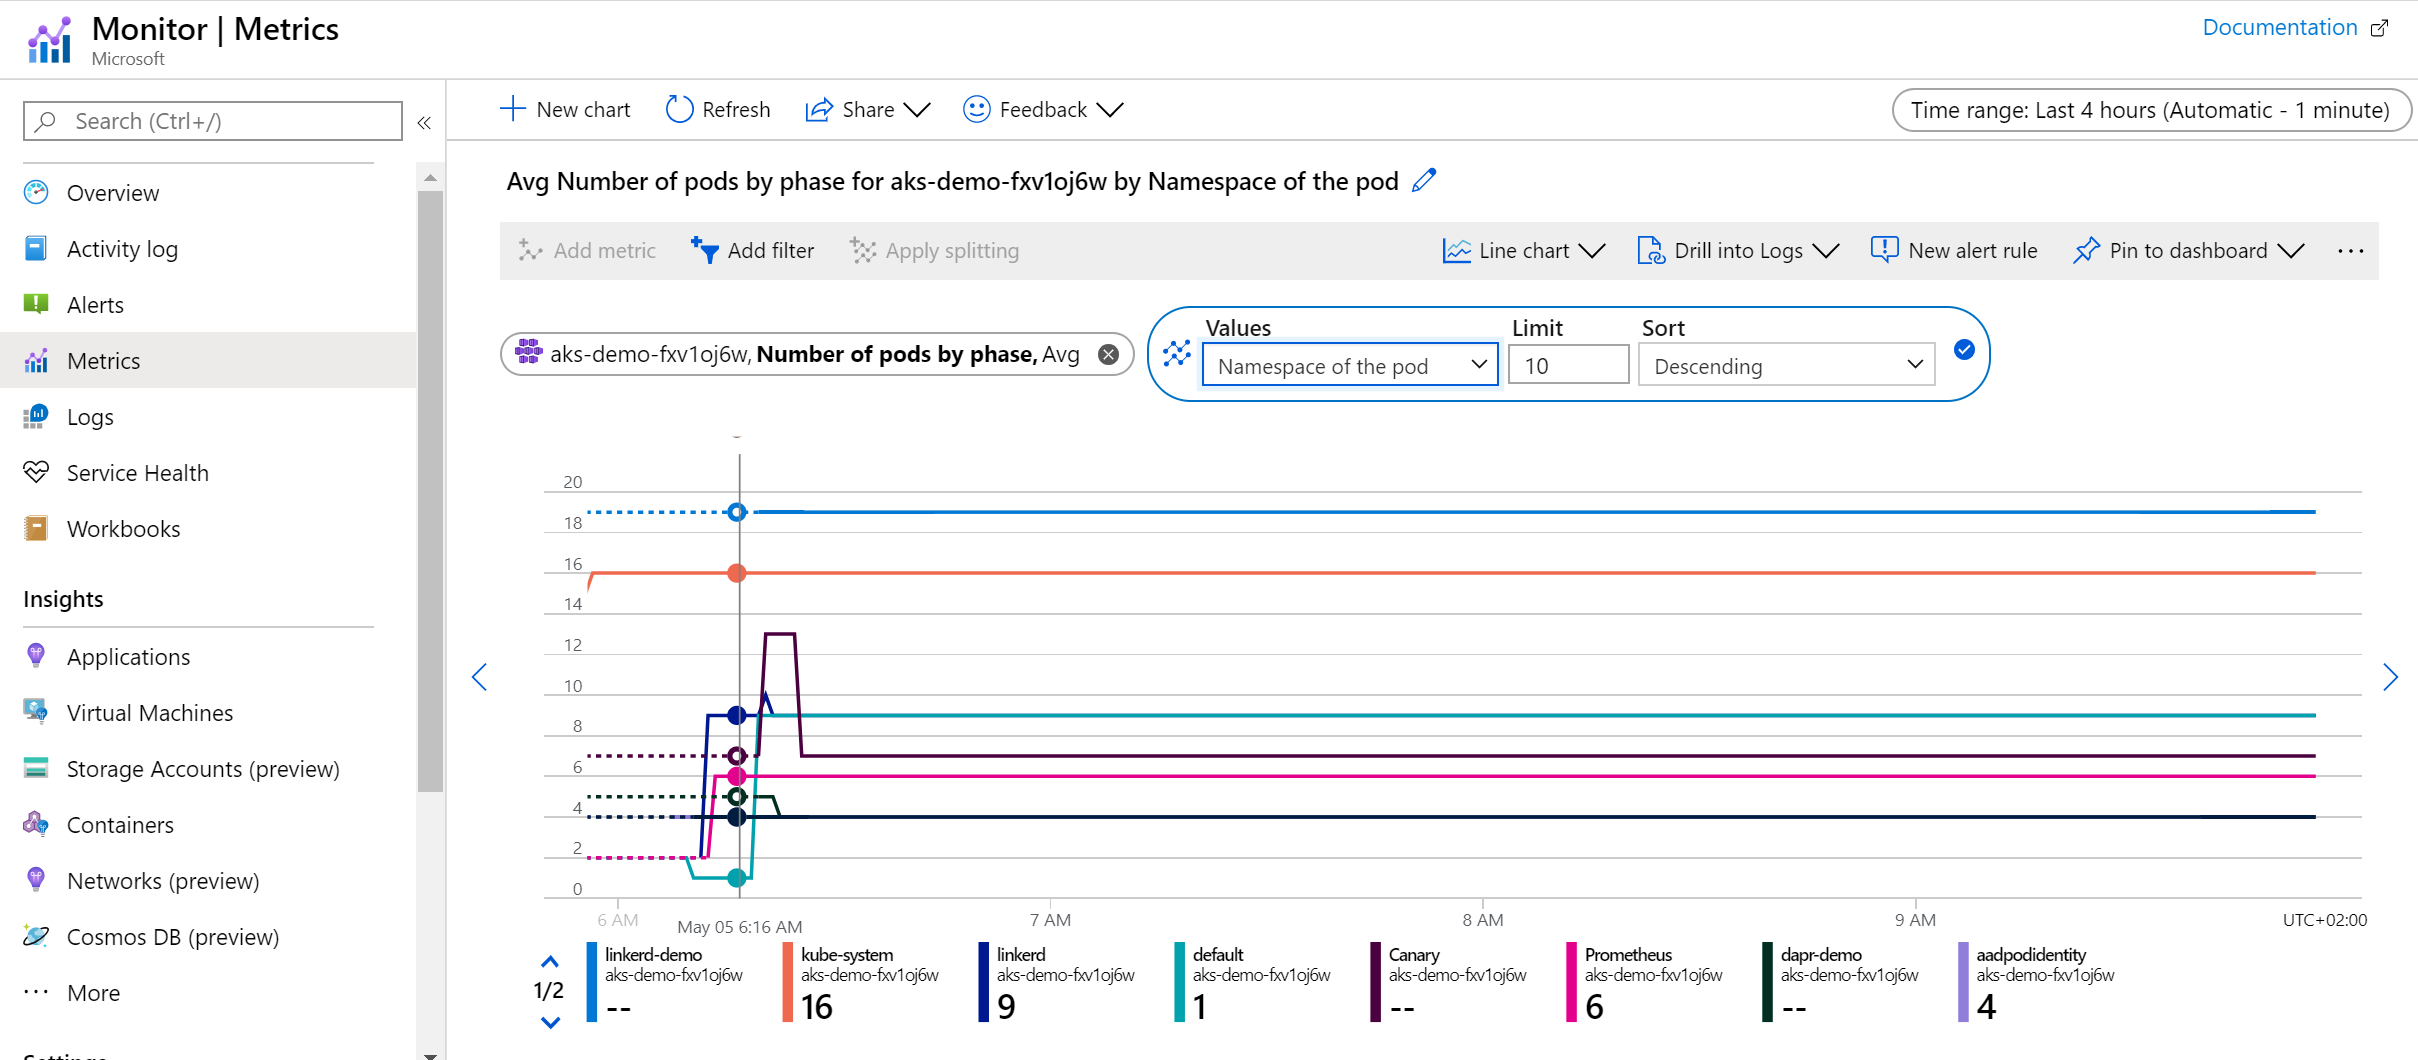 Monitor | Metrics
Microsoft
Documentation
Search (Ctrl+/)
«
Overview
Activity log
Alerts
Metrics
Logs
Service Health
Workbooks
Insights
Applications
Virtual Machines
Storage Accounts (preview)
Containers
Networks (preview)
Cosmos DB (preview)
More
Settings
New chart
Refresh
Share
Feedback
Time range: Last 4 hours (Automatic - 1 minute)
Avg Number of pods by phase for aks-demo-fxv1oj6w by Namespace of the pod
Add metric
Add filter
Apply splitting
Line chart
Drill into Logs
New alert rule
Pin to dashboard
aks-demo-fxv1oj6w, Number of pods by phase, Avg
Values
Namespace of the pod
Limit
10
Sort
Descending
20
18
16
14
12
10
8
6
4
2
0
6 AM
May 05 6:16 AM
7 AM
8 AM
9 AM
UTC+02:00
1/2
linkerd-demo
aks-demo-fxv1oj6w
--
kube-system
aks-demo-fxv1oj6w
16
linkerd
aks-demo-fxv1oj6w
9
default
aks-demo-fxv1oj6w
1
Canary
aks-demo-fxv1oj6w
--
Prometheus
aks-demo-fxv1oj6w
6
dapr-demo
aks-demo-fxv1oj6w
--
aadpodidentity
aks-demo-fxv1oj6w
4